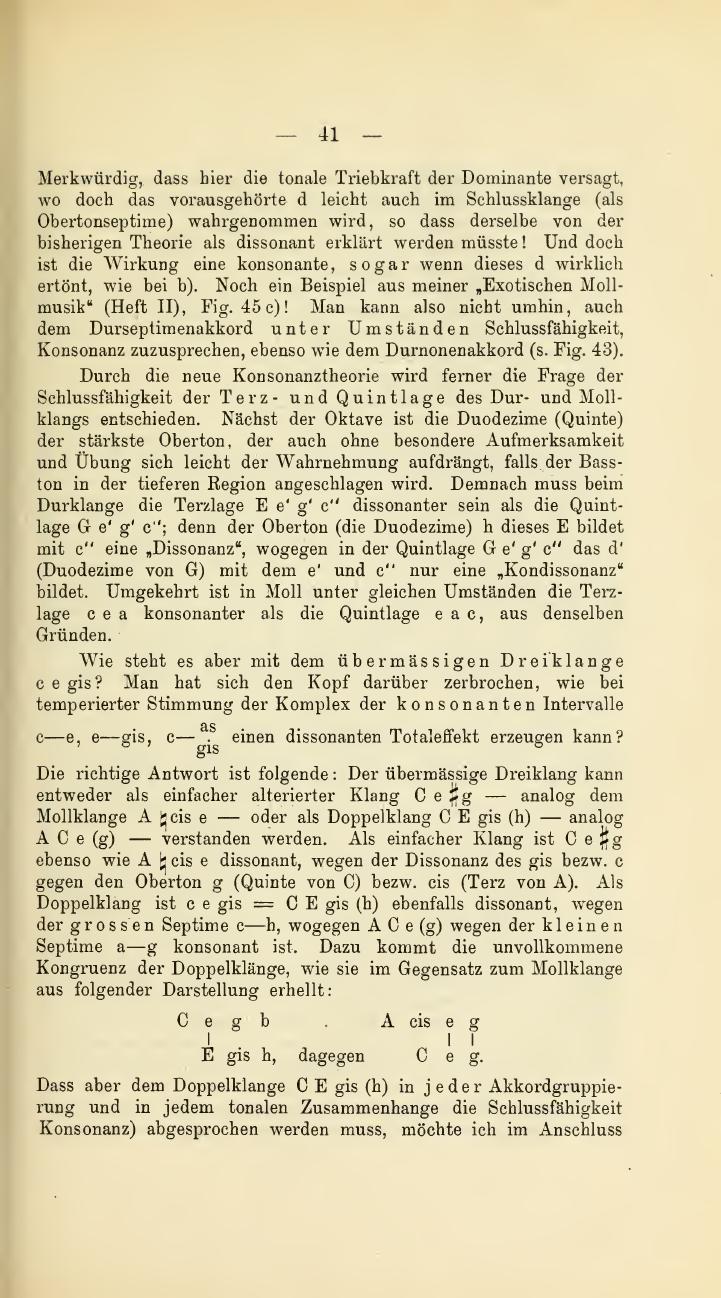 — 41 —
Merkwürdig, dass hier die tonale Triebkraft der Dominante versagt,
wo doch das vorausgehörte d leicht auch im Schlussklange (als
Obertonseptime) wahrgenommen wird, so dass derselbe von der
bisherigen Theorie als dissonant erklärt werden müsste! Und doch
ist die Wirkung eine konsonante, sogar wenn dieses d wirklich
ertönt, wie bei b). Noch ein Beispiel aus meiner „Exotischen Moll-
musik“ (Heft II), Fig. 45 c)! Man kann also nicht umhin, auch
dem Durseptimenakkord unter Umständen Schlussfähigkeit,
Konsonanz zuzusprechen, ebenso wie dem Durnonenakkord (s. Fig. 43).
Durch die neue Konsonanztheorie wird ferner die Frage der
Schlussfähigkeit der Terz- und Quintlage des Dur- und Moll-
klangs entschieden. Nächst der Oktave ist die Duodezime (Quinte)
der stärkste Oberton, der auch ohne besondere Aufmerksamkeit
und Übung sich leicht der Wahrnehmung aufdrängt, falls der Bass-
ton in der tieferen Region angeschlagen wird. Demnach muss beim
Durklange die Terzlage E e' g' c'' dissonanter sein als die Quint-
lage G e' g' c''; denn der Oberton (die Duodezime) h dieses E bildet
mit c'' eine „Dissonanz“, wogegen in der Quintlage G e' g' c'' das d'
(Duodezime von G) mit dem e' und c'' nur eine „Kondissonanz“
bildet. Umgekehrt ist in Moll unter gleichen Umständen die Terz-
lage c e a konsonanter als die Quintlage e a c, aus denselben
Gründen.
Wie steht es aber mit dem übermässigen Dreiklange
c e gis? Man hat sich den Kopf darüber zerbrochen, wie bei
temperierter Stimmung der Komplex der konsonanten Intervalle
as
c—e, e—gis, c— · einen dissonanten Totaleffekt erzeugen kann?
gis
Die richtige Antwort ist folgende: Der übermässige Dreiklang kann
entweder als einfacher alterierter Klang C e ♯g — analog dem
Mollklange A ♮cis e — oder als Doppelklang C E gis (h) — analog
A C e (g) — verstanden werden. Als einfacher Klang ist C e ♯g
ebenso wie A ♮cis e dissonant, wegen der Dissonanz des gis bezw. c
gegen den Oberton g (Quinte von C) bezw. cis (Terz von A). Als
Doppelklang ist c e gis = C E gis (h) ebenfalls dissonant, wegen
der grossen Septime c—h, wogegen A C e (g) wegen der kleinen
Septime a—g konsonant ist. Dazu kommt die unvollkommene
Kongruenz der Doppelklänge, wie sie im Gegensatz zum Mollklange
aus folgender Darstellung erhellt:
C e g b . A cis e g
| | |
E gis h, dagegen C e g.
Dass aber dem Doppelklange C E gis (h) in jeder Akkordgruppie-
rung und in jedem tonalen Zusammenhange die Schlussfähigkeit
Konsonanz) abgesprochen werden muss, möchte ich im Anschluss